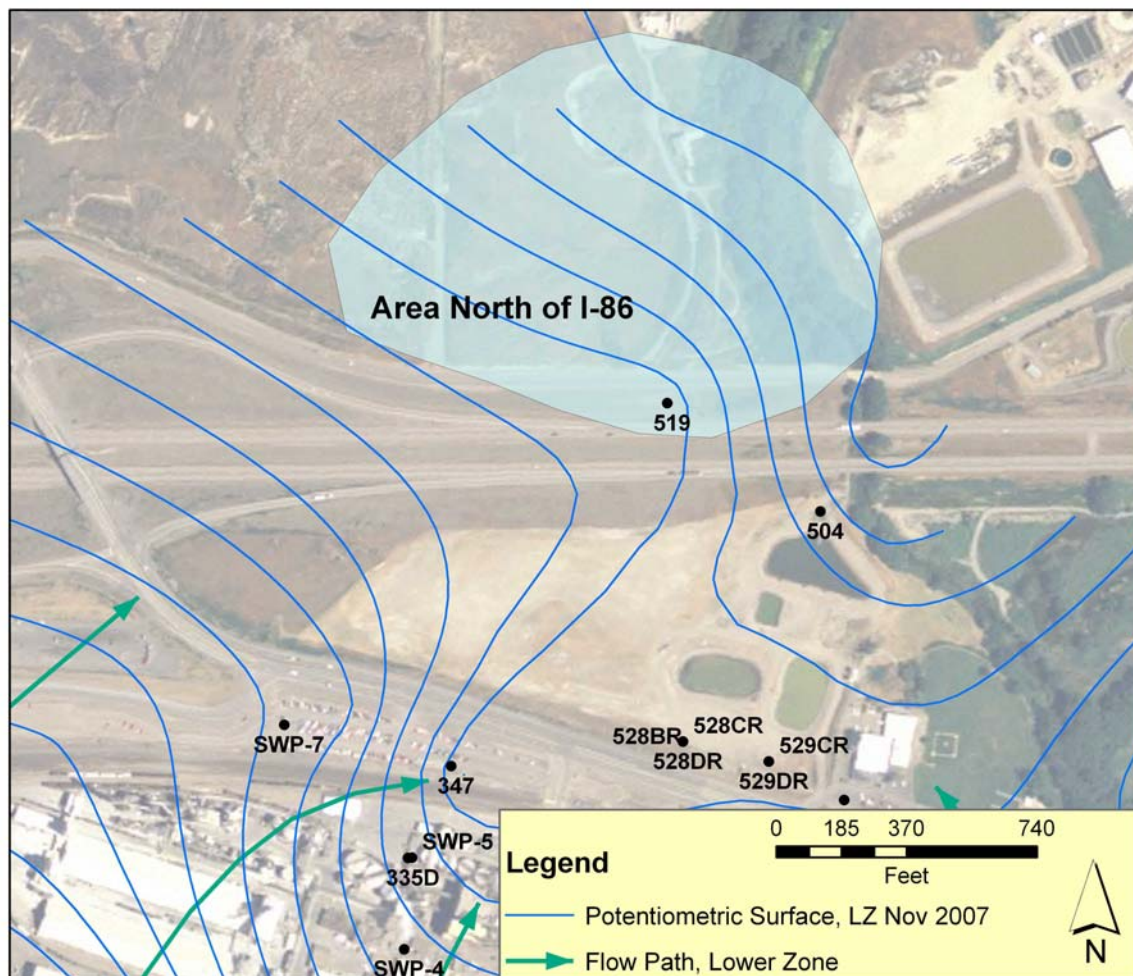 Area North of I-86
519
504
528BR
528CR
528DR
529CR
529DR
SWP-7
347
SWP-5
335D
SWP-4
0 185 370 740
Feet
Legend
Potentiometric Surface, LZ Nov 2007
Flow Path, Lower Zone
N